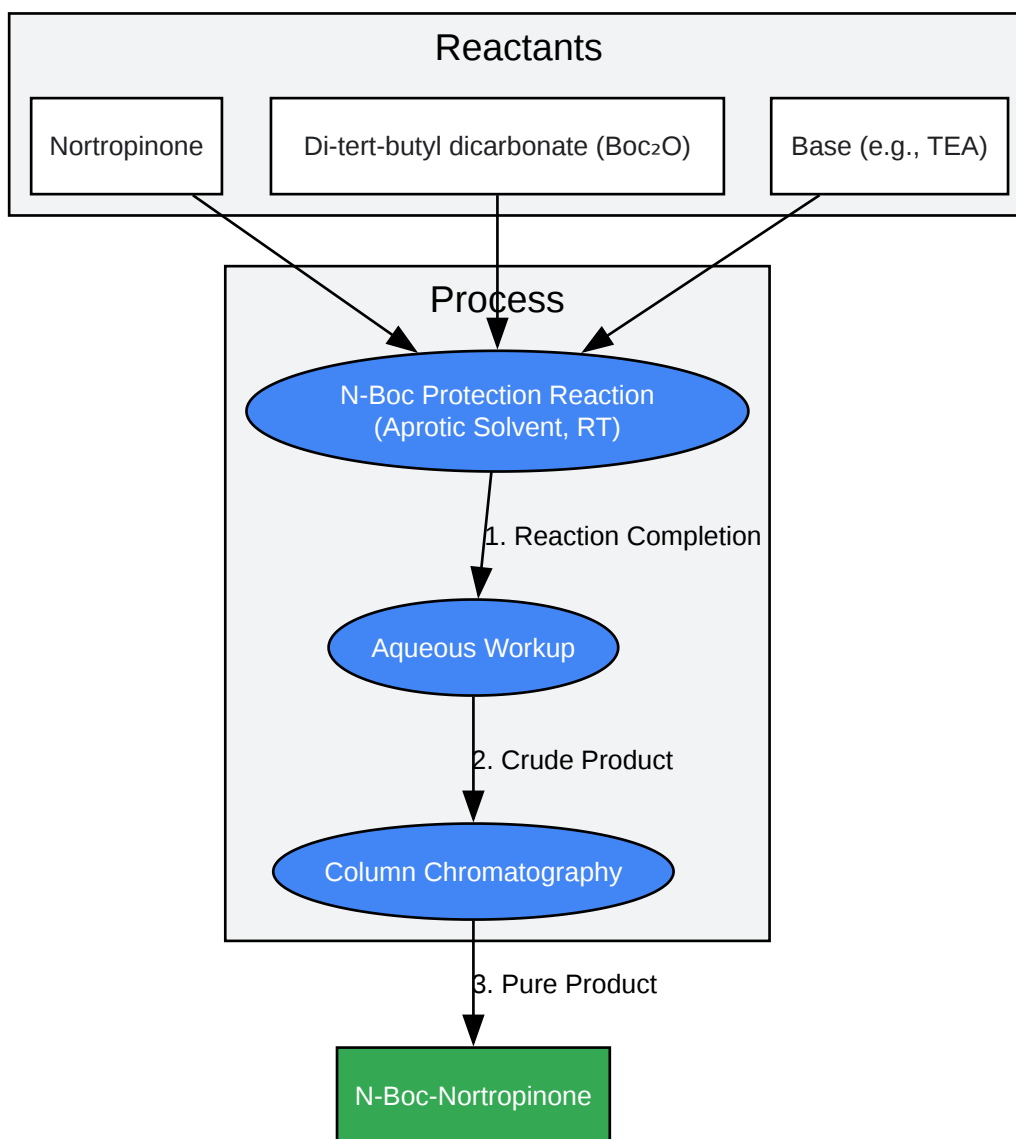 Reactants
Nortropinone
Di-tert-butyl dicarbonate (Boc₂O)
Base (e.g., TEA)
Process
N-Boc Protection Reaction
(Aprotic Solvent, RT)
1. Reaction Completion
Aqueous Workup
2. Crude Product
Column Chromatography
3. Pure Product
N-Boc-Nortropinone